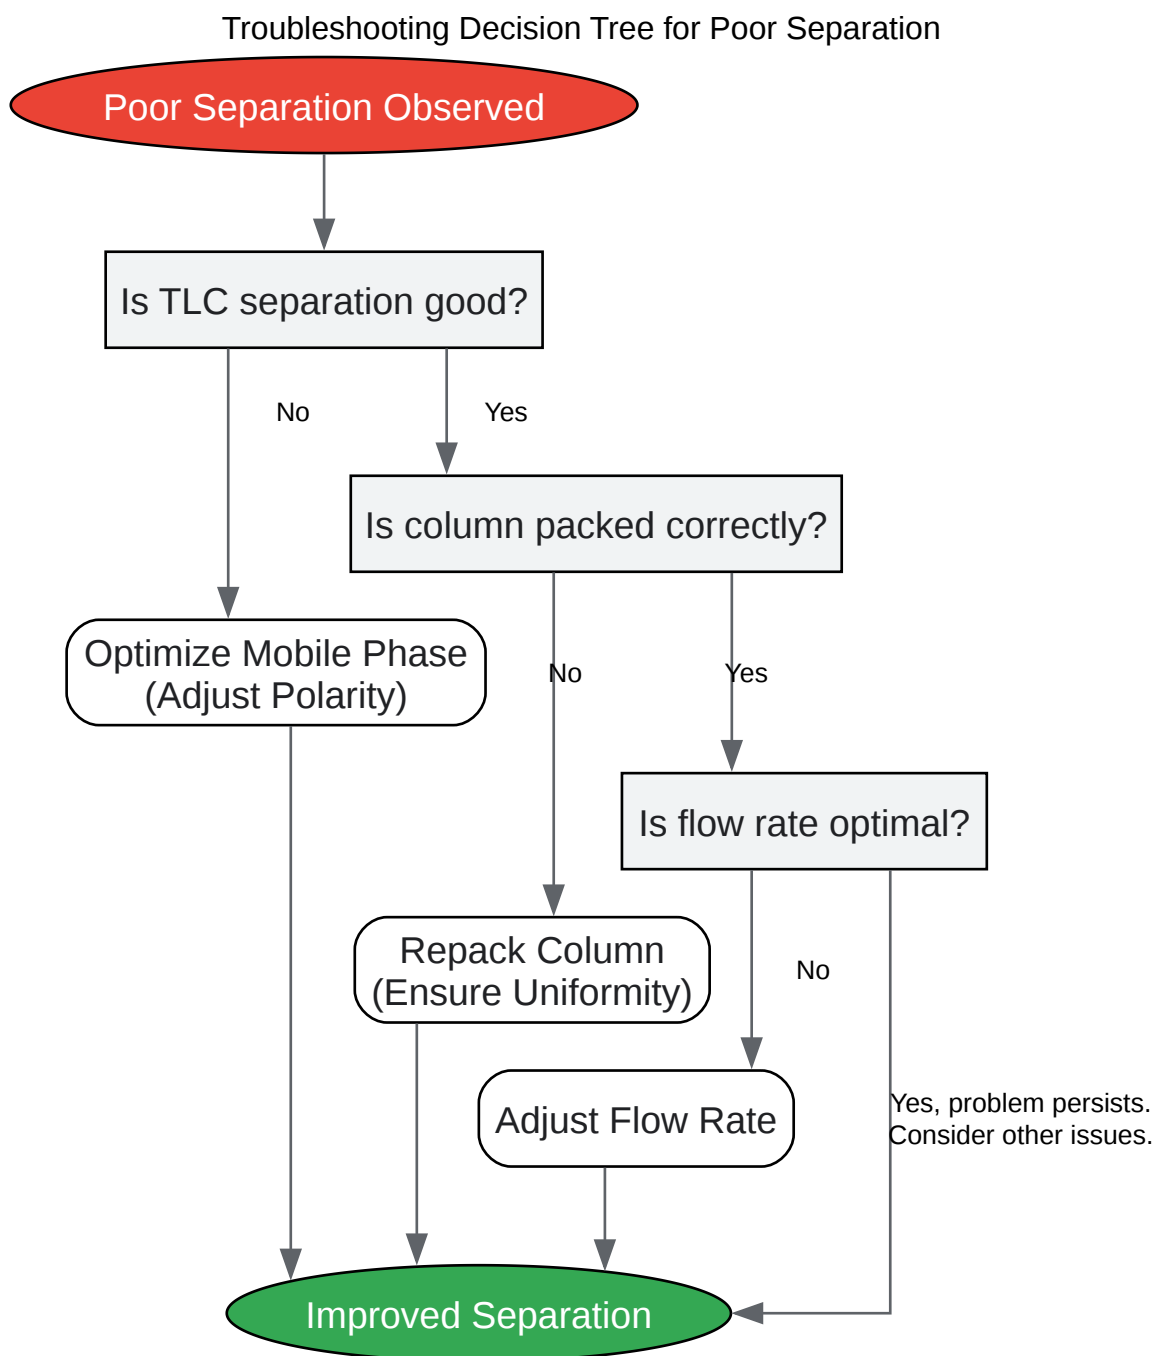 Troubleshooting Decision Tree for Poor Separation
Poor Separation Observed
Is TLC separation good?
No
Yes
Is column packed correctly?
Optimize Mobile Phase
(Adjust Polarity)
No
Yes
Is flow rate optimal?
Repack Column
(Ensure Uniformity)
No
Adjust Flow Rate
Yes, problem persists.
Consider other issues.
Improved Separation